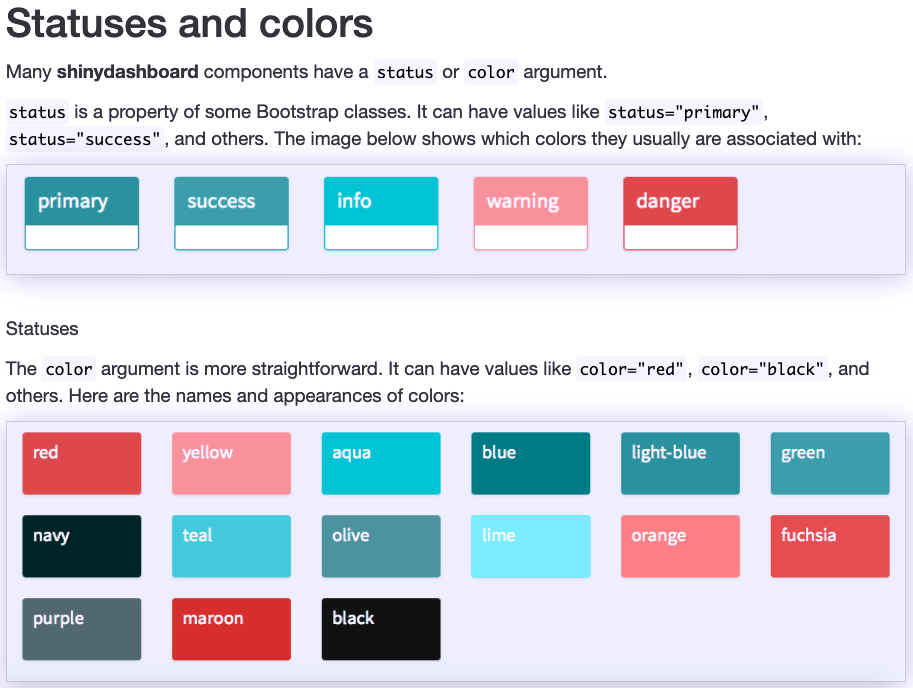 Statuses and colors
Many shinydashboard components have a status or color argument.
status is a property of some Bootstrap classes. It can have values like status="primary",
status="success", and others. The image below shows which colors they usually are associated with:
primary success info warning danger
Statuses
The color argument is more straightforward. It can have values like color="red", color="black", and
others. Here are the names and appearances of colors:
red yellow aqua blue light-blue green
navy teal olive lime orange fuchsia
purple maroon black